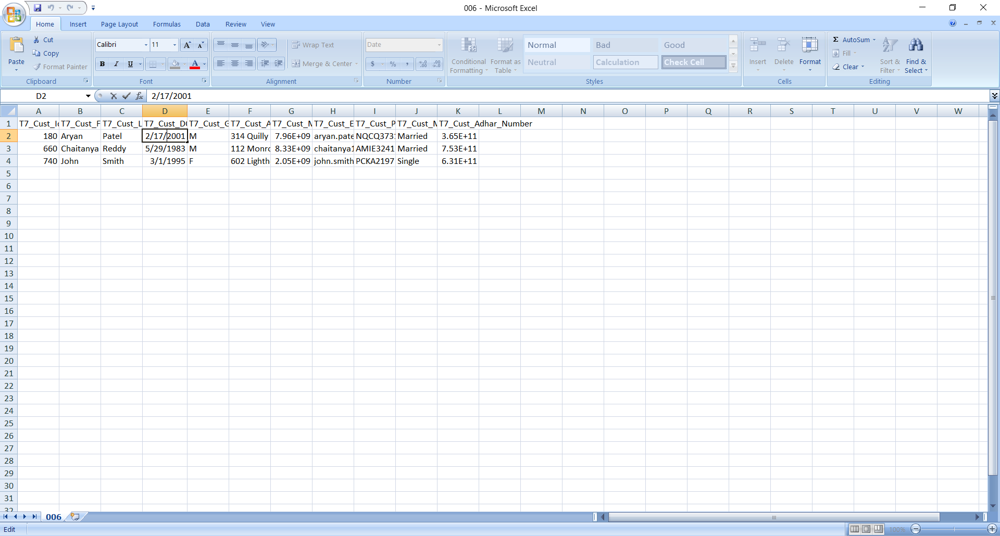 006 - Microsoft Excel
Home Insert Page Layout Formulas Data Review View
Paste
Cut
Copy
Format Painter
Clipboard
Calibri 11 A A
B I U A
Font
Wrap Text
Merge & Center
Alignment
Date
$ % , .00 .0
Number
Conditional Formatting
Format as Table
Normal Bad Good
Neutral Calculation Check Cell
Styles
Insert Delete Format
Cells
Σ AutoSum
Fill
Clear
Sort & Filter
Find & Select
Editing
D2 fx 2/17/2001
A B C D E F G H I J K L M N O P Q R S T U V W
1 T7_Cust_I T7_Cust_F T7_Cust_L T7_Cust_D T7_Cust_G T7_Cust_A T7_Cust_M T7_Cust_E T7_Cust_P T7_Cust_M T7_Cust_Adhar_Number
2 180 Aryan Patel 2/17/2001 M 314 Quilly 7.96E+09 aryan.pate NQCQ373 Married 3.65E+11
3 660 Chaitanya Reddy 5/29/1983 M 112 Monro 8.33E+09 chaitanya1 AMIE3241 Married 7.53E+11
4 740 John Smith 3/1/1995 F 602 Lighth 2.05E+09 john.smith PCKA2197 Single 6.31E+11
5
6
7
8
9
10
11
12
13
14
15
16
17
18
19
20
21
22
23
24
25
26
27
28
29
30
31
32
006
Edit 100%